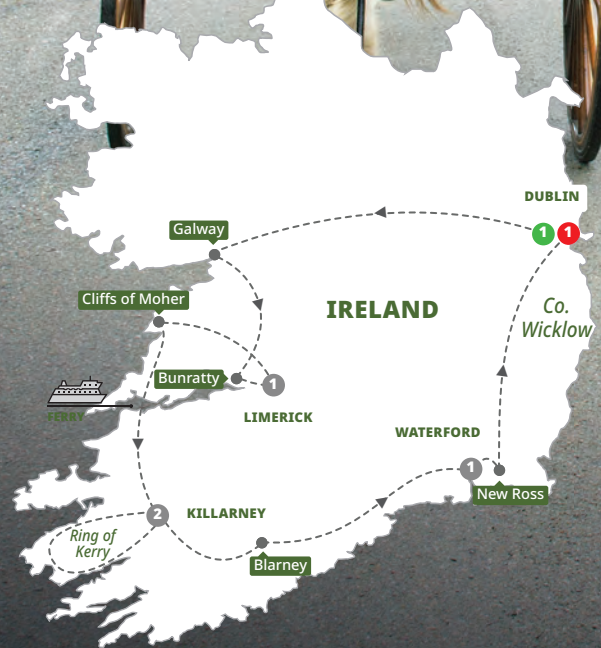 DUBLIN
1
1
Galway
Cliffs of Moher
IRELAND
Co.
Wicklow
Bunratty
1
FERRY
LIMERICK
WATERFORD
1
New Ross
2
KILLARNEY
Ring of
Kerry
Blarney